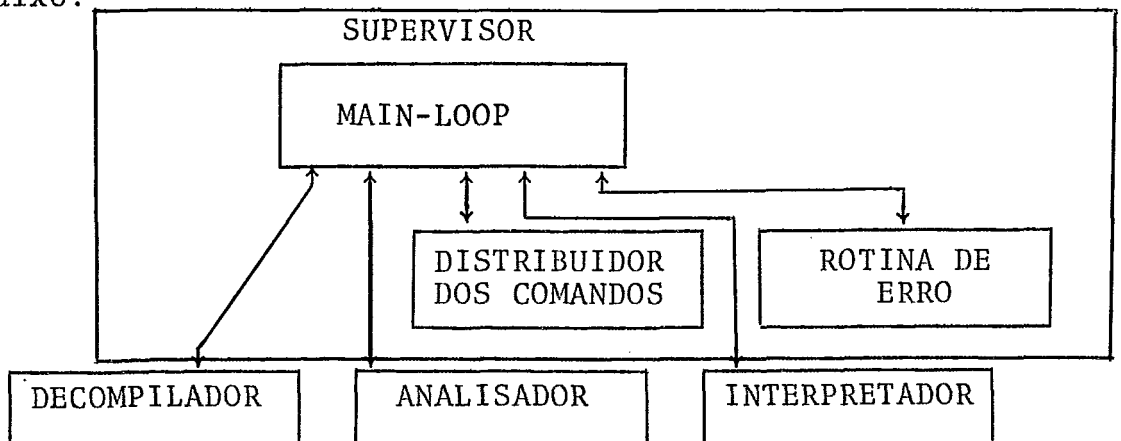 SUPERVISOR
MAIN-LOOP
DISTRIBUIDOR
DOS COMANDOS
ROTINA DE
ERRO
DECOMPILADOR
ANALISADOR
INTERPRETADOR